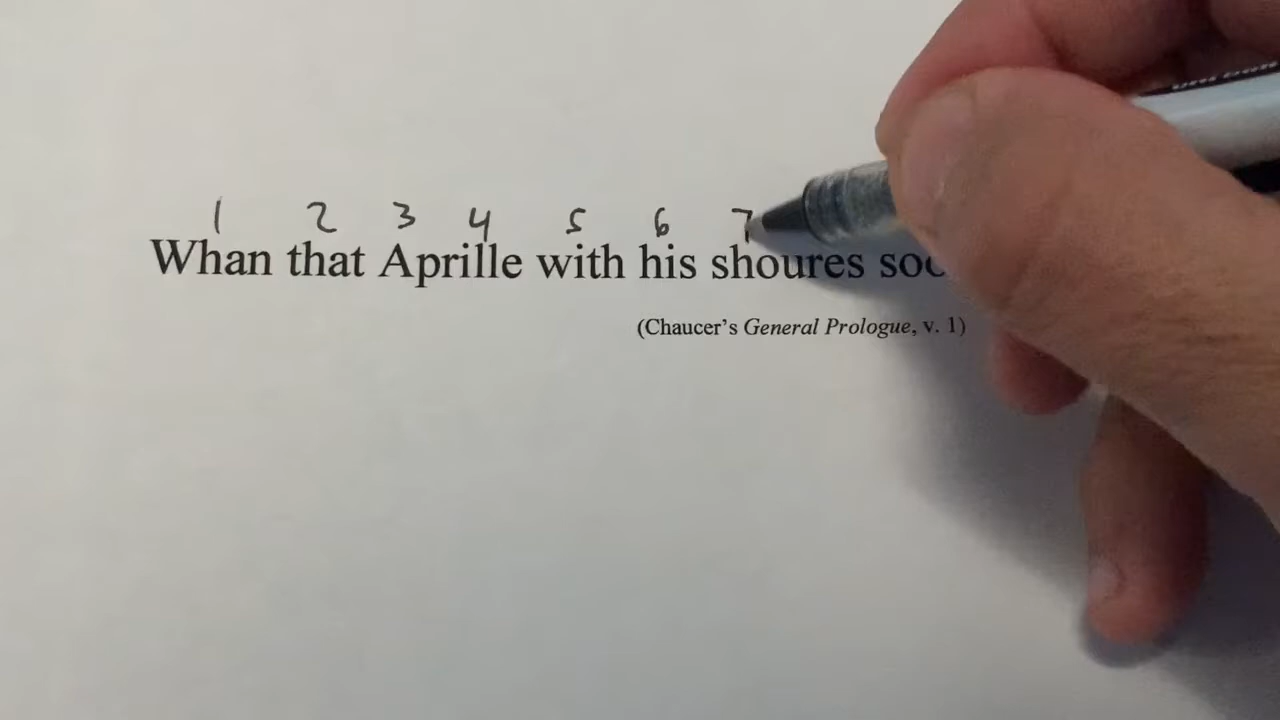 1 2 3 4 5 6 7
Whan that Aprille with his shoures
(Chaucer's General Prologue, v. 1)